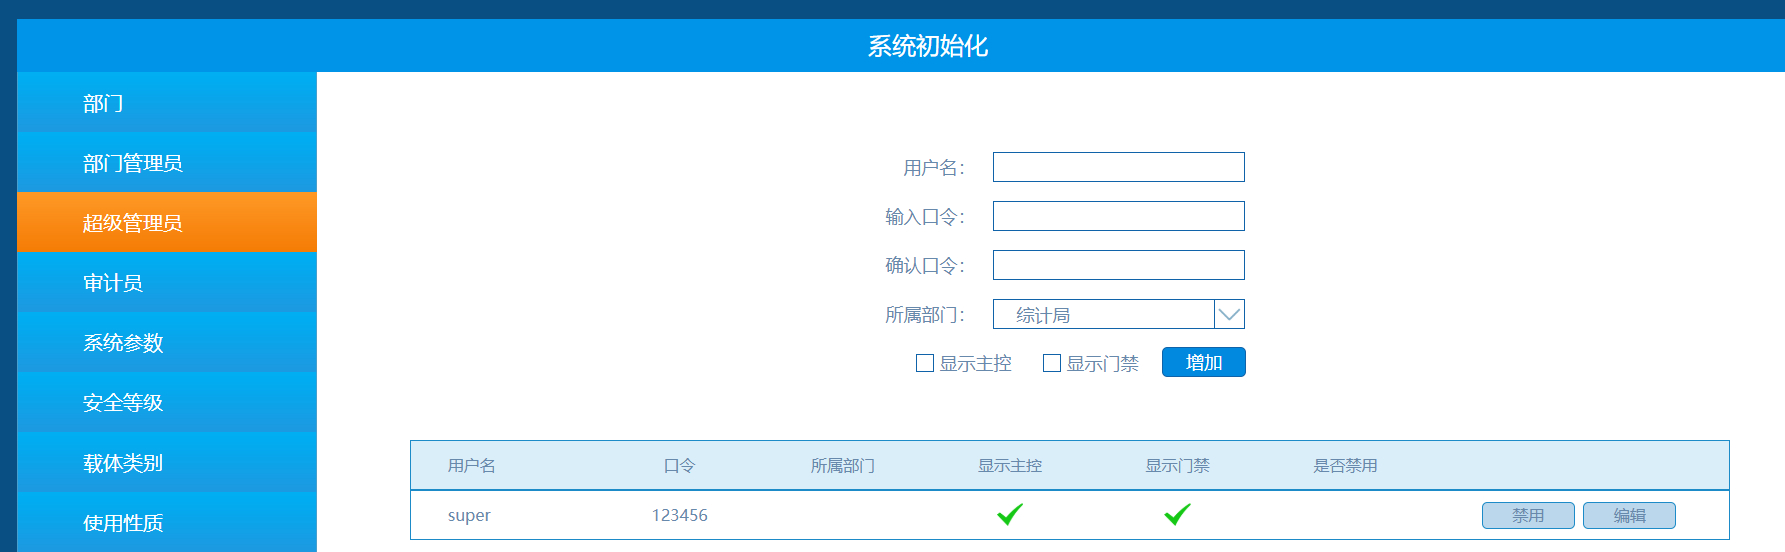 系统初始化
部门
部门管理员
超级管理员
审计员
系统参数
安全等级
载体类别
使用性质
用户名：
输入口令：
确认口令：
所属部门： 综计局
显示主控 显示门禁 增加
用户名 口令 所属部门 显示主控 显示门禁 是否禁用
super 123456 禁用 编辑